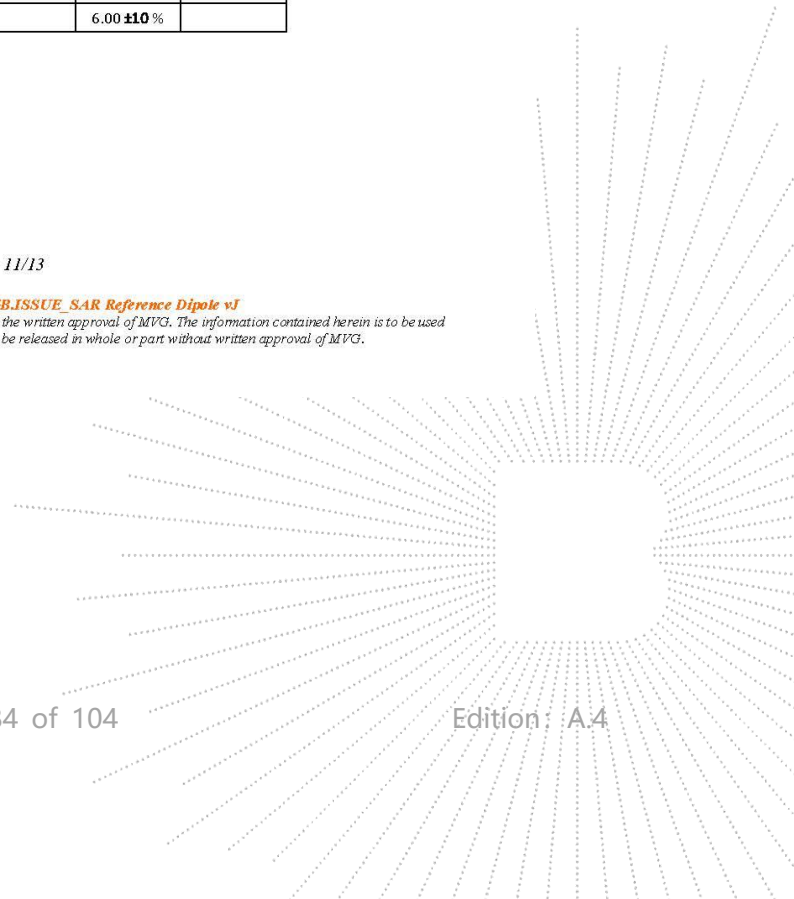 6.00 ±10 %
11/13
B.ISSUE_SAR Reference Dipole vJ
the written approval of MVG. The information contained herein is to be used
be released in whole or part without written approval of MVG.
4 of 104
Edition: A.4